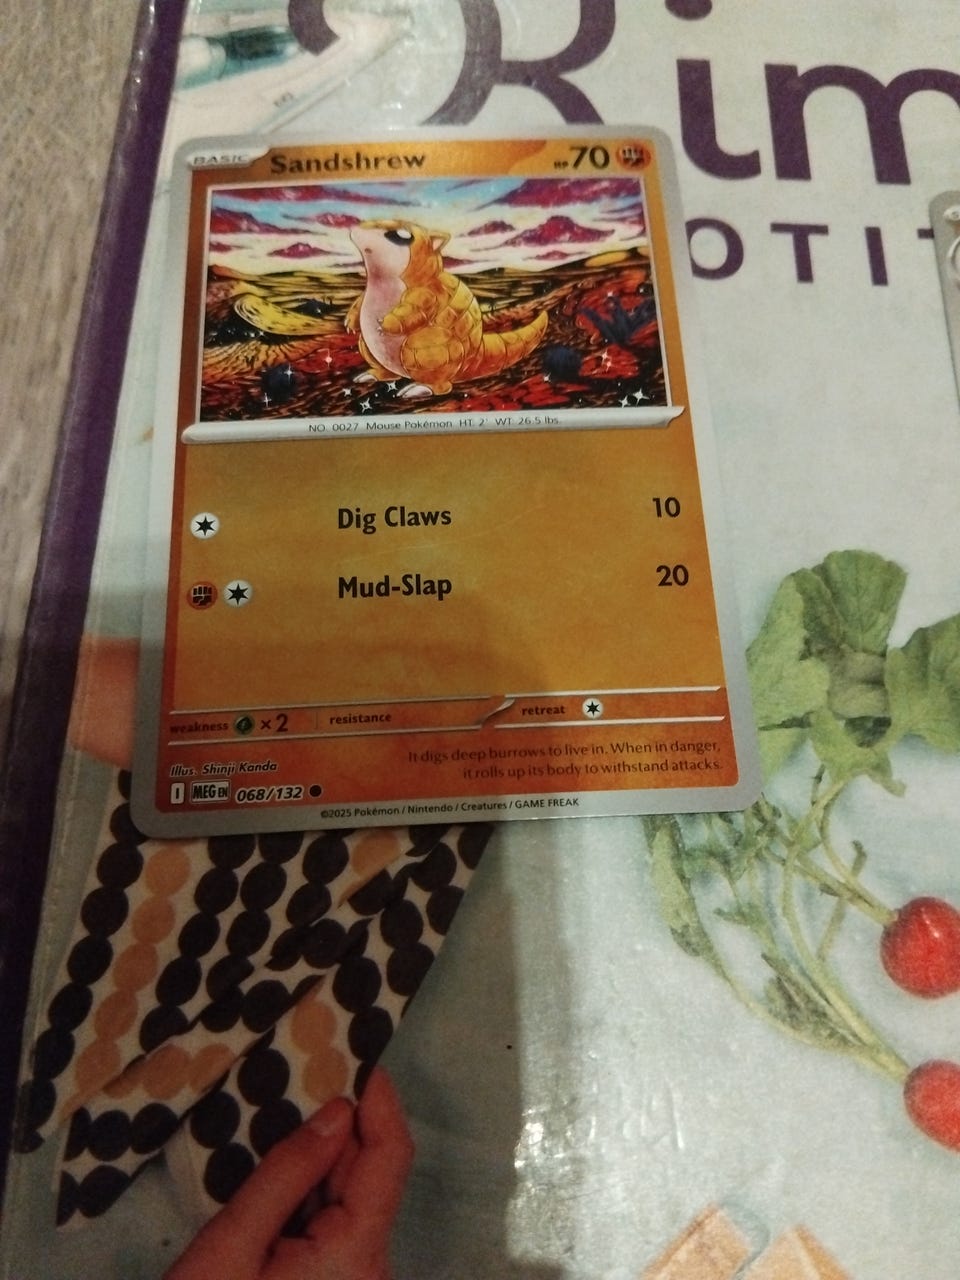 Rim
OTIT
BASIC Sandshrew HP70
NO. 0027 Mouse Pokémon HT: 2' WT: 26.5 lbs.
Dig Claws 10
Mud-Slap 20
weakness ×2 resistance retreat
It digs deep burrows to live in. When in danger,
it rolls up its body to withstand attacks.
Illus. Shinji Kanda
I MEG EN 068/132
©2025 Pokémon / Nintendo / Creatures / GAME FREAK